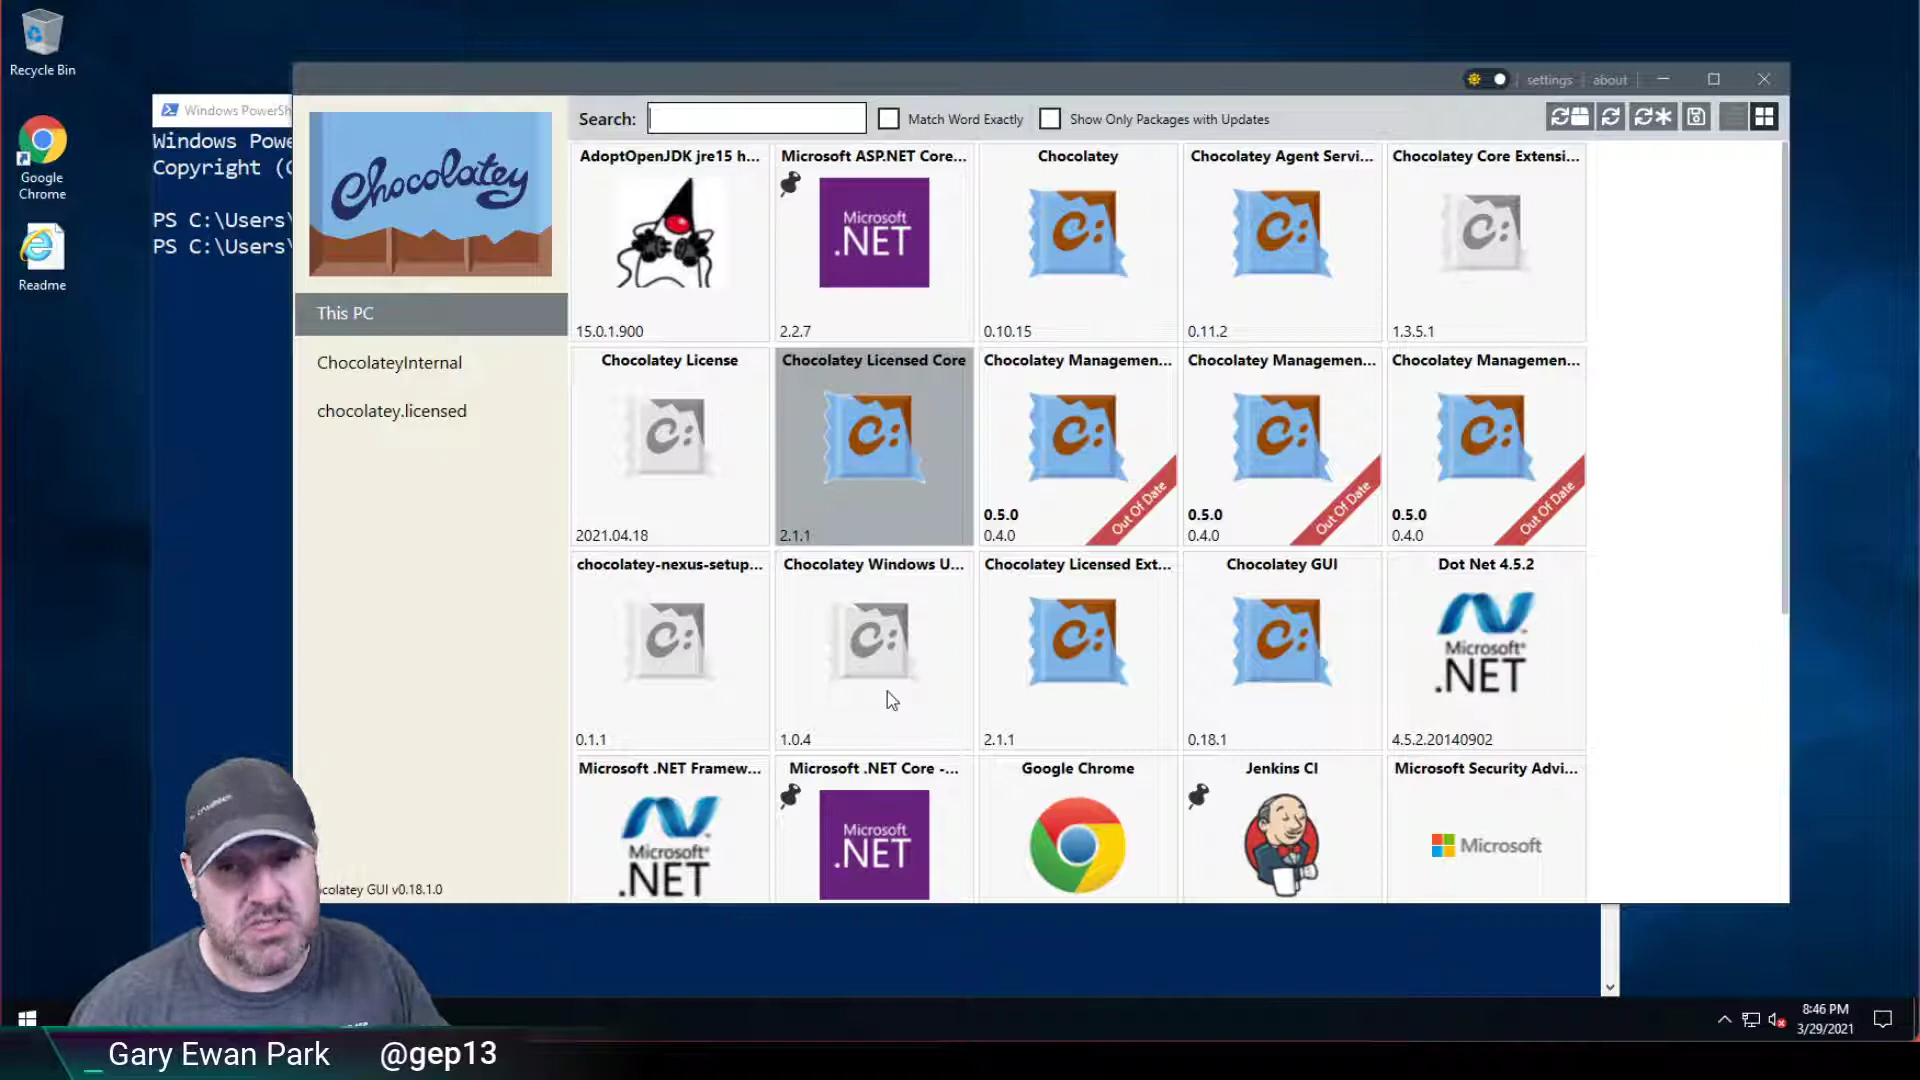 Recycle Bin
Google
Chrome
Readme
Windows PowerSh
Windows Powe
Copyright (C
PS C:\Users\
PS C:\Users\
settings
about
Chocolatey
This PC
ChocolateyInternal
chocolatey.licensed
colatey GUI v0.18.1.0
Search:
Match Word Exactly
Show Only Packages with Updates
AdoptOpenJDK jre15 h...
15.0.1.900
Microsoft ASP.NET Core...
Microsoft
.NET
2.2.7
Chocolatey
0.10.15
Chocolatey Agent Servi...
0.11.2
Chocolatey Core Extensi...
1.3.5.1
Chocolatey License
2021.04.18
Chocolatey Licensed Core
2.1.1
Chocolatey Managemen...
0.5.0
0.4.0
Out Of Date
Chocolatey Managemen...
0.5.0
0.4.0
Out Of Date
Chocolatey Managemen...
0.5.0
0.4.0
Out Of Date
chocolatey-nexus-setup...
0.1.1
Chocolatey Windows U...
1.0.4
Chocolatey Licensed Ext...
2.1.1
Chocolatey GUI
0.18.1
Dot Net 4.5.2
Microsoft®
.NET
4.5.2.20140902
Microsoft .NET Framew...
Microsoft®
.NET
Microsoft .NET Core -...
Microsoft
.NET
Google Chrome
Jenkins CI
Microsoft Security Advi...
Microsoft
8:46 PM
3/29/2021
_ Gary Ewan Park
@gep13